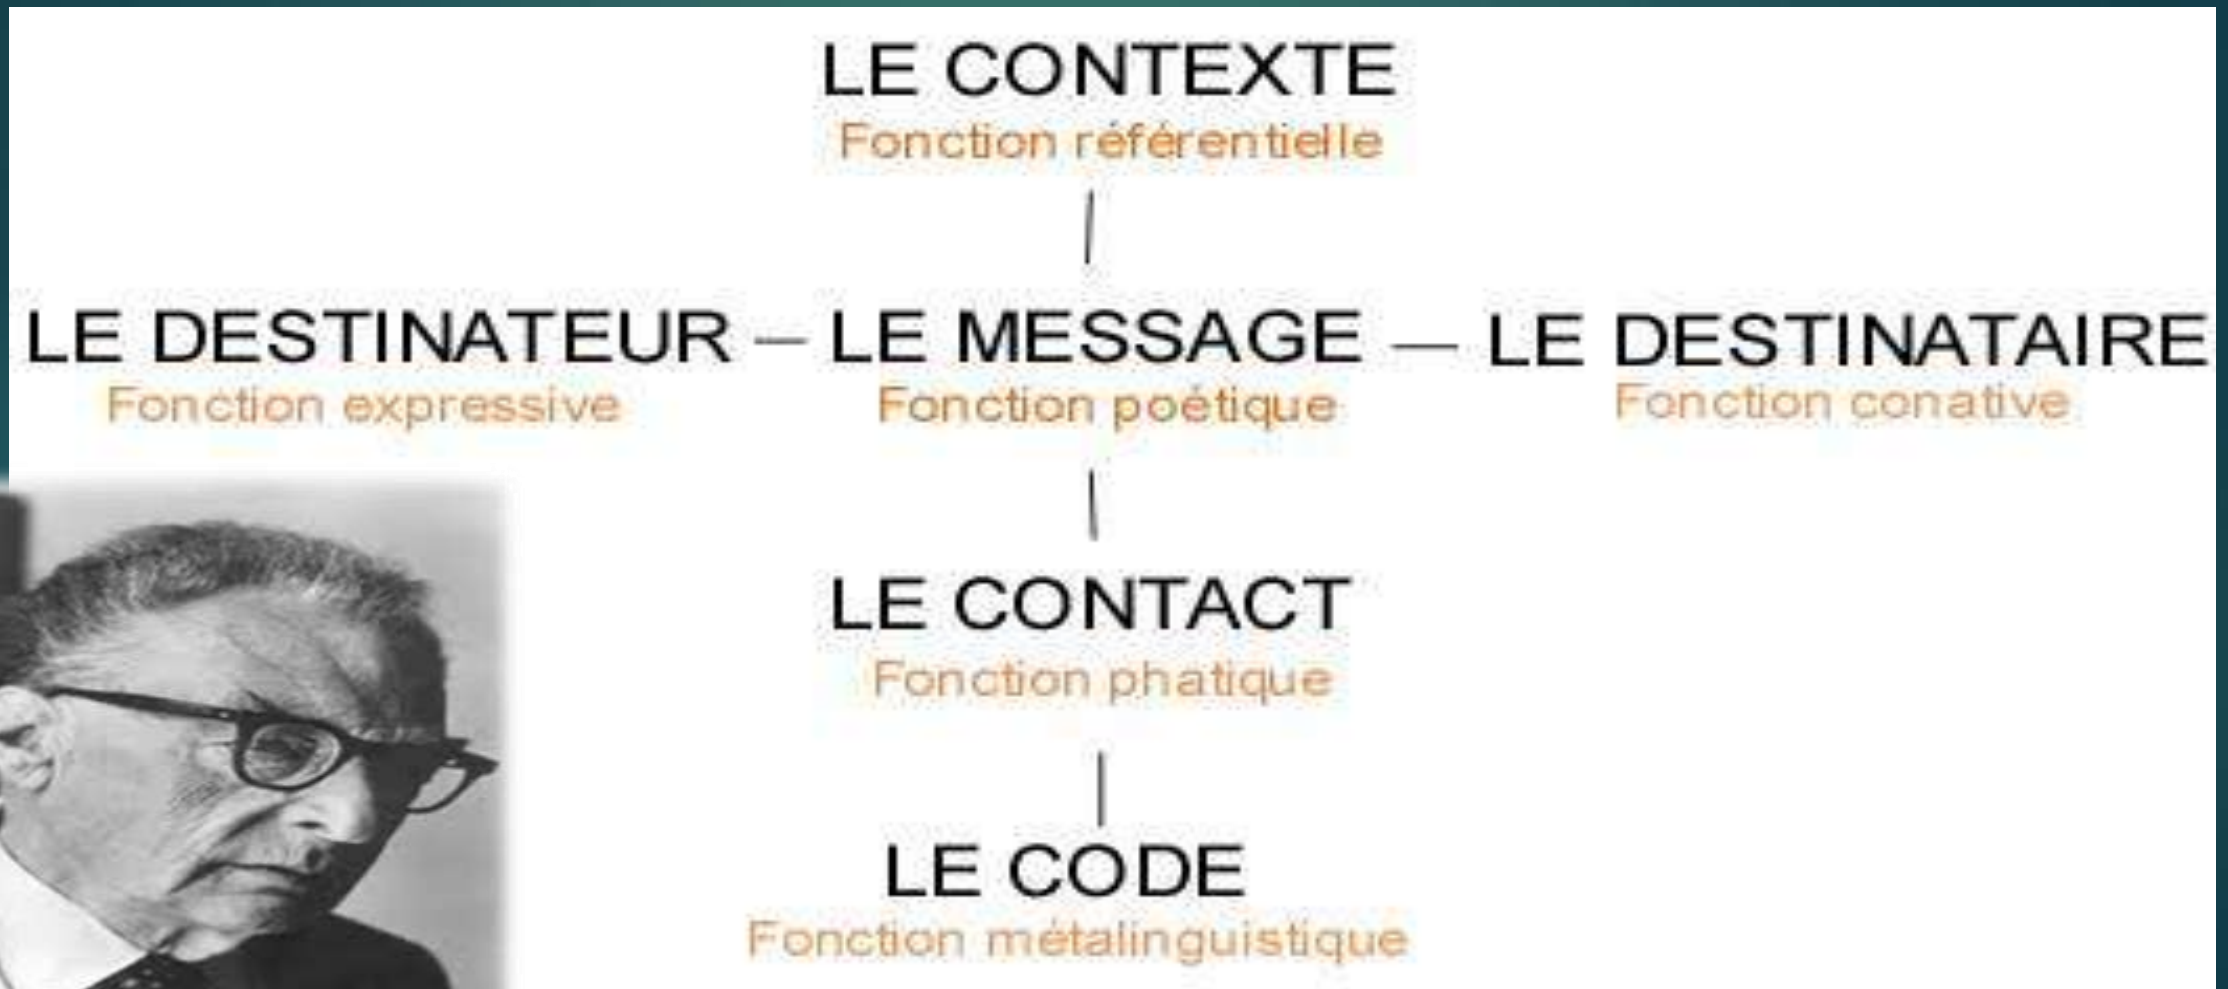 LE CONTEXTE
Fonction référentielle
LE DESTINATEUR – LE MESSAGE — LE DESTINATAIRE
Fonction expressive Fonction poétique Fonction conative
LE CONTACT
Fonction phatique
LE CODE
Fonction métalinguistique